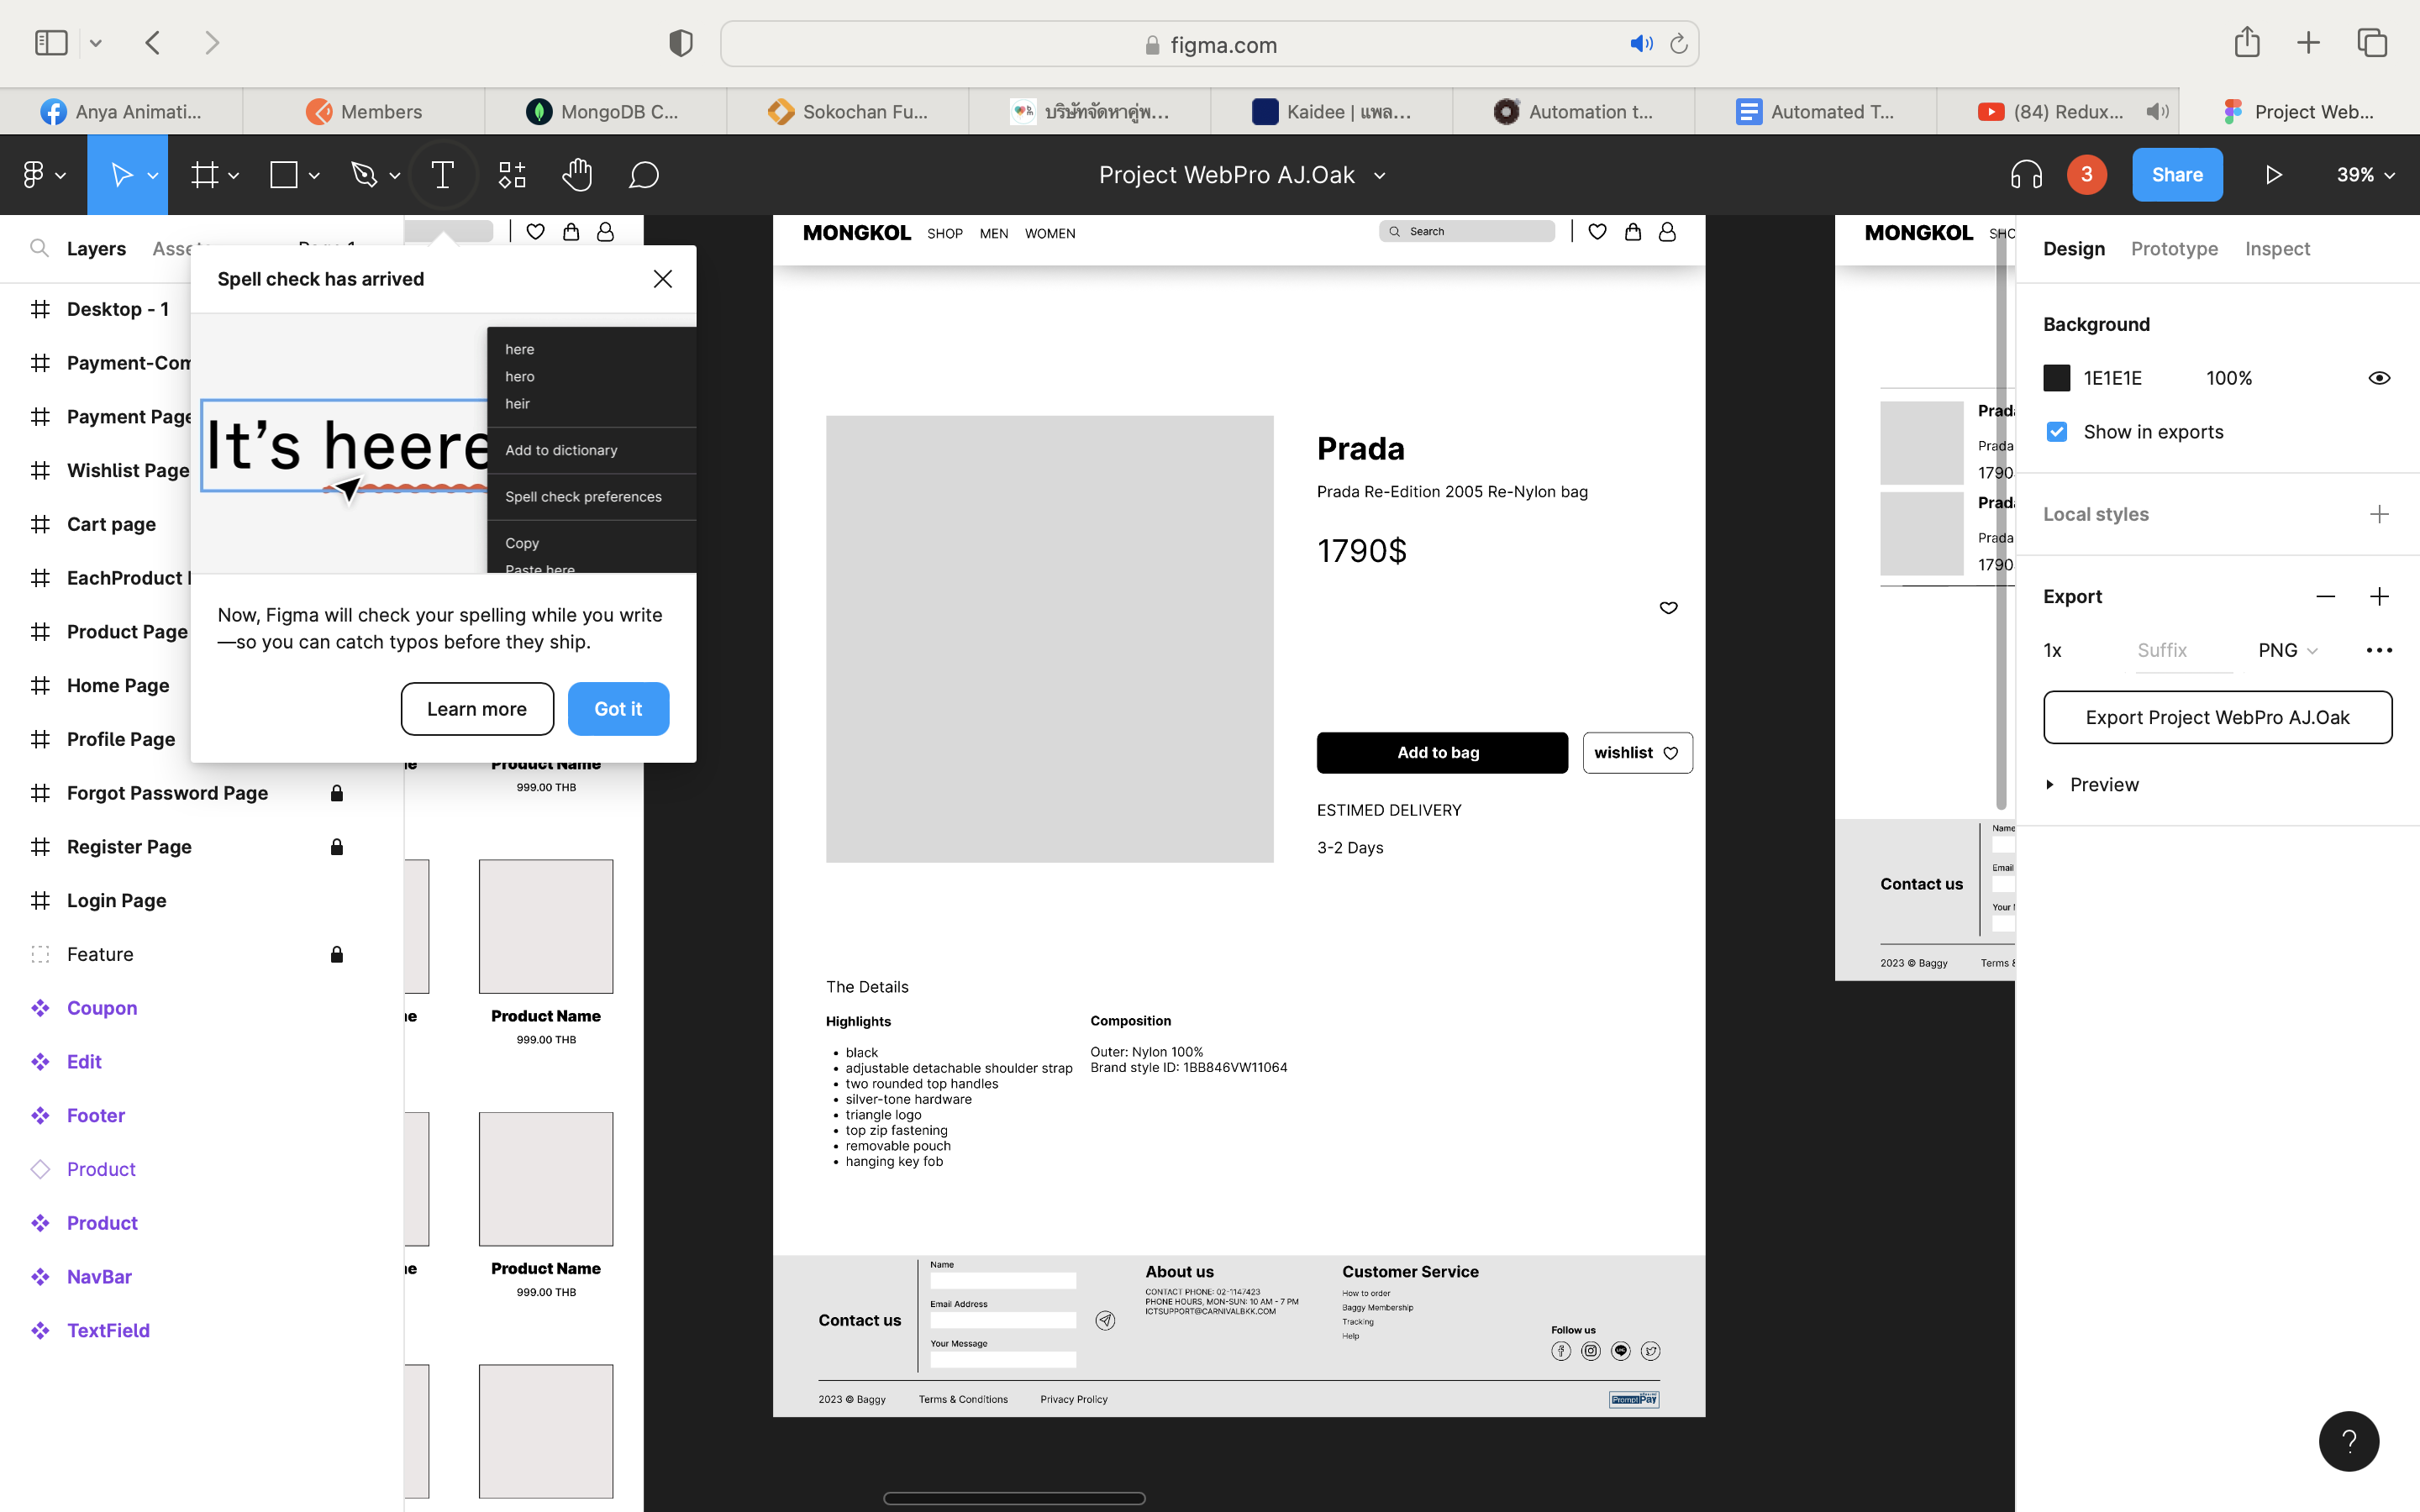 figma.com
Anya Animati...
Members
MongoDB C...
Sokochan Fu...
บริษัทจัดหาคู่พ...
Kaidee | แพล...
Automation t...
Automated T...
(84) Redux...
Project Web...
Project WebPro AJ.Oak
3
Share
39%
Layers
Asse
Page 1
Desktop - 1
Payment-Com
Payment Page
Wishlist Page
Cart page
EachProduct
Product Page
Home Page
Profile Page
Forgot Password Page
Register Page
Login Page
Feature
Coupon
Edit
Footer
Product
Product
NavBar
TextField
Spell check has arrived
It's heere
here
hero
heir
Add to dictionary
Spell check preferences
Copy
Paste here
Now, Figma will check your spelling while you write
—so you can catch typos before they ship.
Learn more
Got it
Product Name
999.00 THB
Product Name
999.00 THB
Product Name
999.00 THB
MONGKOL
SHOP
MEN
WOMEN
Search
Prada
Prada Re-Edition 2005 Re-Nylon bag
1790$
Add to bag
wishlist
ESTIMED DELIVERY
3-2 Days
The Details
Highlights
• black
• adjustable detachable shoulder strap
• two rounded top handles
• silver-tone hardware
• triangle logo
• top zip fastening
• removable pouch
• hanging key fob
Composition
Outer: Nylon 100%
Brand style ID: 1BB846VW11064
Contact us
Name
Email Address
Your Message
About us
CONTACT PHONE: 02-1147423
PHONE HOURS, MON-SUN: 10 AM - 7 PM
ICTSUPPORT@CARNIVALBKK.COM
Customer Service
How to order
Baggy Membership
Tracking
Help
Follow us
2023 © Baggy
Terms & Conditions
Privacy Prolicy
PromptPay
MONGKOL
SHO
Prada
Prada
1790
Prada
Prada
1790
Name
Email
Your
Contact us
2023 © Baggy
Terms &
Design
Prototype
Inspect
Background
1E1E1E
100%
Show in exports
Local styles
Export
1x
Suffix
PNG
Export Project WebPro AJ.Oak
Preview
?